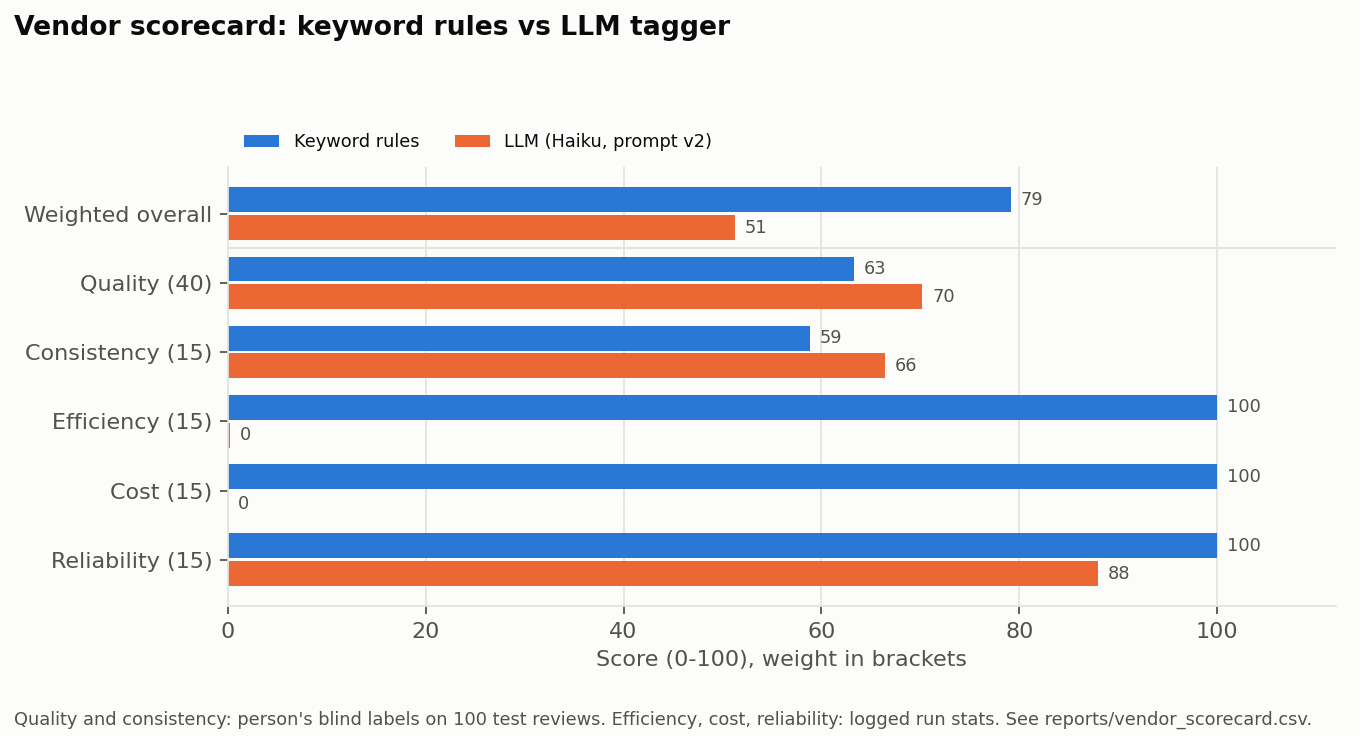 Vendor scorecard: keyword rules vs LLM tagger
Keyword rules
LLM (Haiku, prompt v2)
Weighted overall
79
51
Quality (40)
63
70
Consistency (15)
59
66
Efficiency (15)
100
0
Cost (15)
100
0
Reliability (15)
100
88
0 20 40 60 80 100
Score (0-100), weight in brackets
Quality and consistency: person's blind labels on 100 test reviews. Efficiency, cost, reliability: logged run stats. See reports/vendor_scorecard.csv.